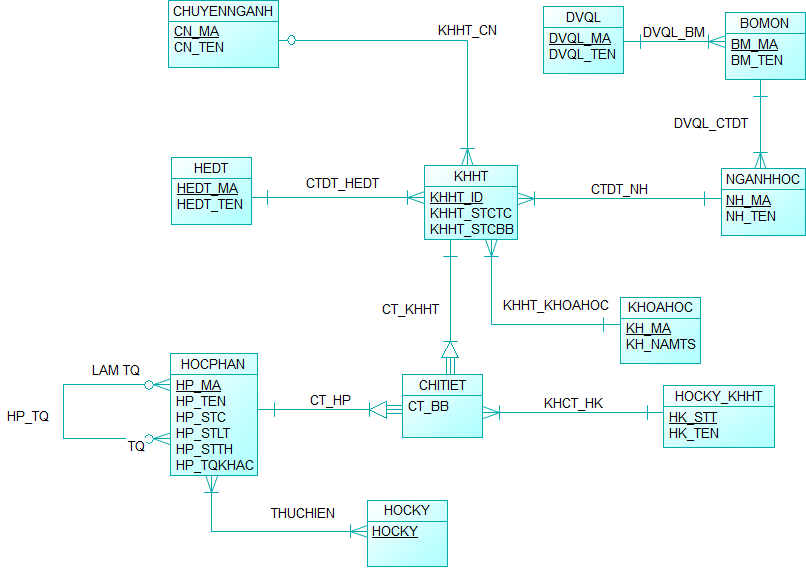 CHUYENNGANH
CN_MA
CN_TEN
KHHT_CN
DVQL
DVQL_MA
DVQL_TEN
DVQL_BM
BOMON
BM_MA
BM_TEN
DVQL_CTDT
HEDT
HEDT_MA
HEDT_TEN
CTDT_HEDT
KHHT
KHHT_ID
KHHT_STCTC
KHHT_STCBB
CTDT_NH
NGANHHOC
NH_MA
NH_TEN
CT_KHHT
KHHT_KHOAHOC
KHOAHOC
KH_MA
KH_NAMTS
LAM TQ
HP_TQ
TQ
HOCPHAN
HP_MA
HP_TEN
HP_STC
HP_STLT
HP_STTH
HP_TQKHAC
CT_HP
CHITIET
CT_BB
KHCT_HK
HOCKY_KHHT
HK_STT
HK_TEN
THUCHIEN
HOCKY
HOCKY